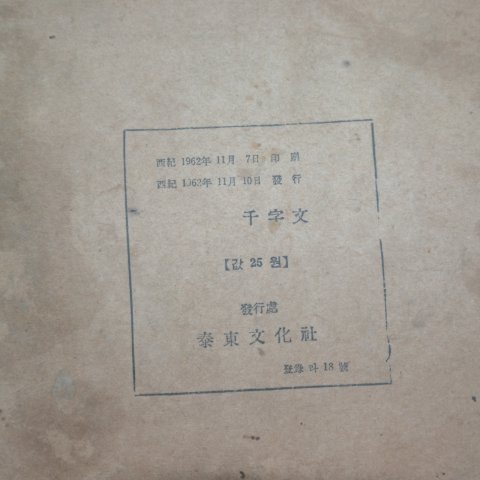 西紀 1962年 11月 7日 印刷
西紀 1962年 11月 10日 發行
千字文
【값 25 원】
發行處
泰東文化社
登錄 마 18 號